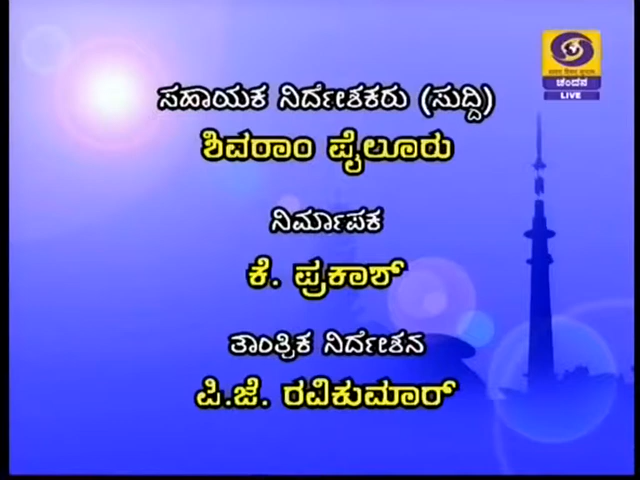 ಚಂದನ
LIVE
ಸಹಾಯಕ ನಿರ್ದೇಶಕರು (ಸುದ್ದಿ)
ಶಿವರಾಂ ಪೈಲೂರು
ನಿರ್ಮಾಪಕ
ಕೆ. ಪ್ರಕಾಶ್
ತಾಂತ್ರಿಕ ನಿರ್ದೇಶನ
ಪಿ.ಜೆ. ರವಿಕುಮಾರ್